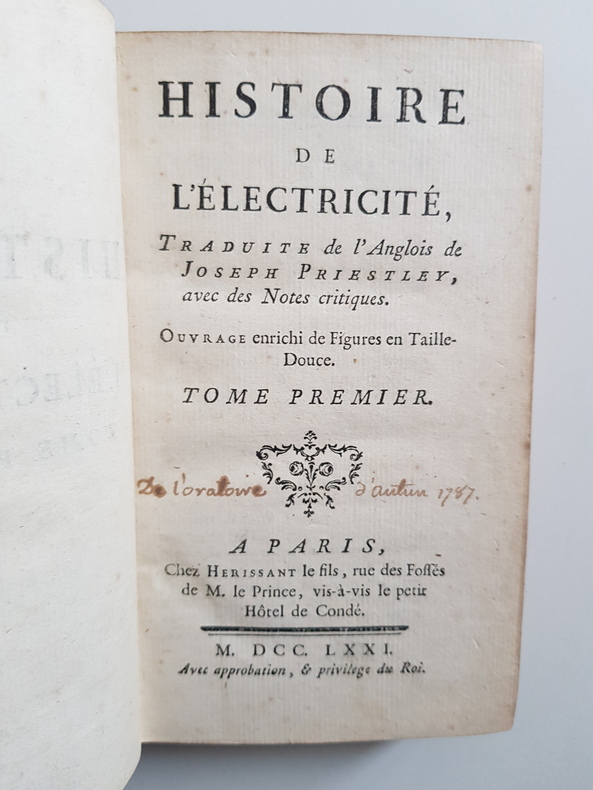 HISTOIRE
DE
L'ÉLECTRICITÉ,
TRADUITE de l'Anglois de
JOSEPH PRIESTLEY,
avec des Notes critiques.
OUVRAGE enrichi de Figures en Taille-
Douce.
TOME PREMIER.
De l'oratoire d'autun 1787.
A PARIS,
Chez HERISSANT le fils, rue des Fossés
de M. le Prince, vis-à-vis le petit
Hôtel de Condé.
M. DCC. LXXI.
Avec approbation, & privilege du Roi.